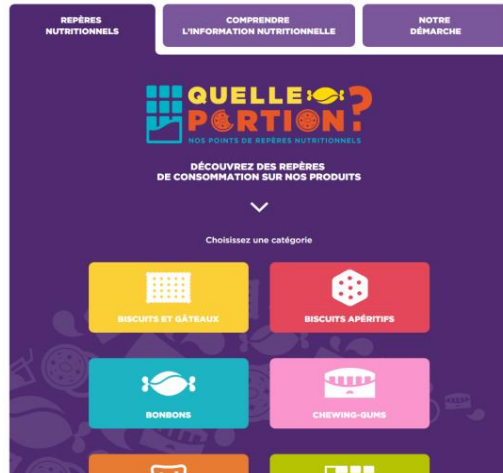 REPÈRES
NUTRITIONNELS
COMPRENDRE
L'INFORMATION NUTRITIONNELLE
NOTRE
DÉMARCHE
QUELLE
PORTION?
NOS POINTS DE REPÈRES NUTRITIONNELS
DÉCOUVREZ DES REPÈRES
DE CONSOMMATION SUR NOS PRODUITS
Choisissez une catégorie
BISCUITS ET GÂTEAUX
BISCUITS APÉRITIFS
BONBONS
CHEWING-GUMS